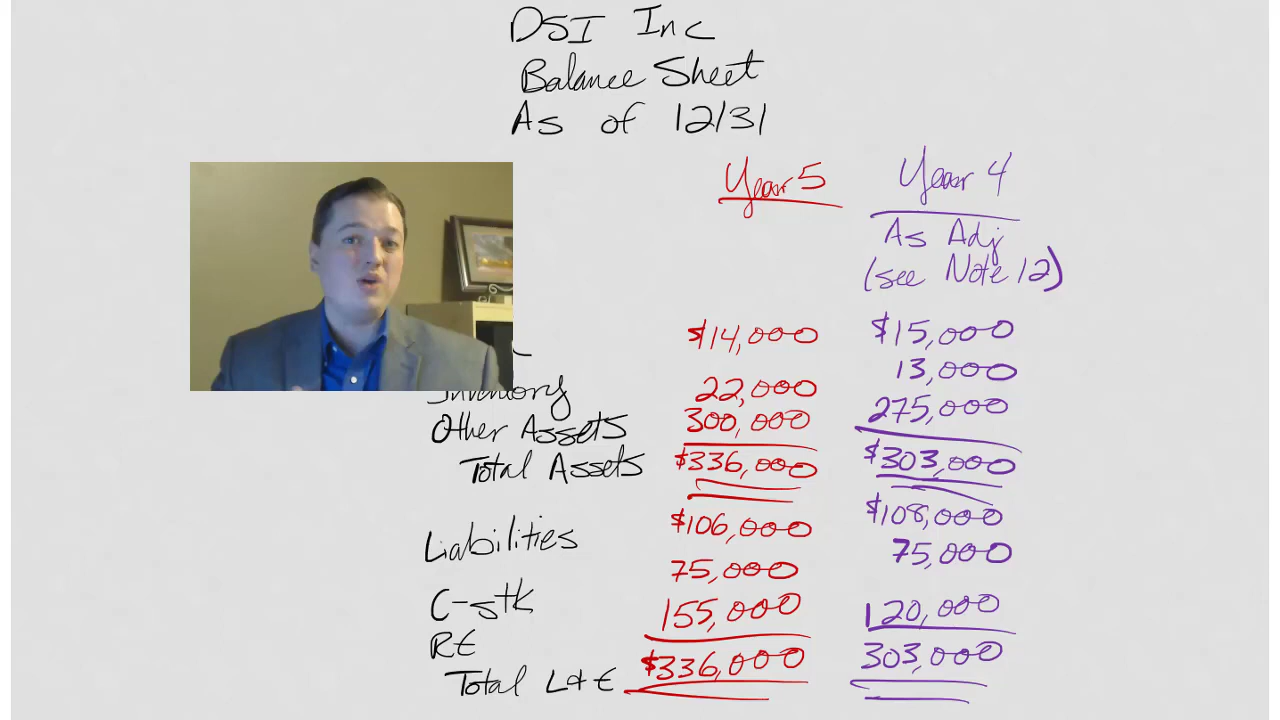 DSI Inc
Balance Sheet
As of 12/31
Year 5 Year 4
As Adj
(see Note 12)
$14,000 $15,000
Inventory 22,000 13,000
Other Assets 300,000 275,000
Total Assets $336,000 $303,000
Liabilities $106,000 $108,000
C-stk 75,000 75,000
RE 155,000 120,000
Total L+E $336,000 303,000